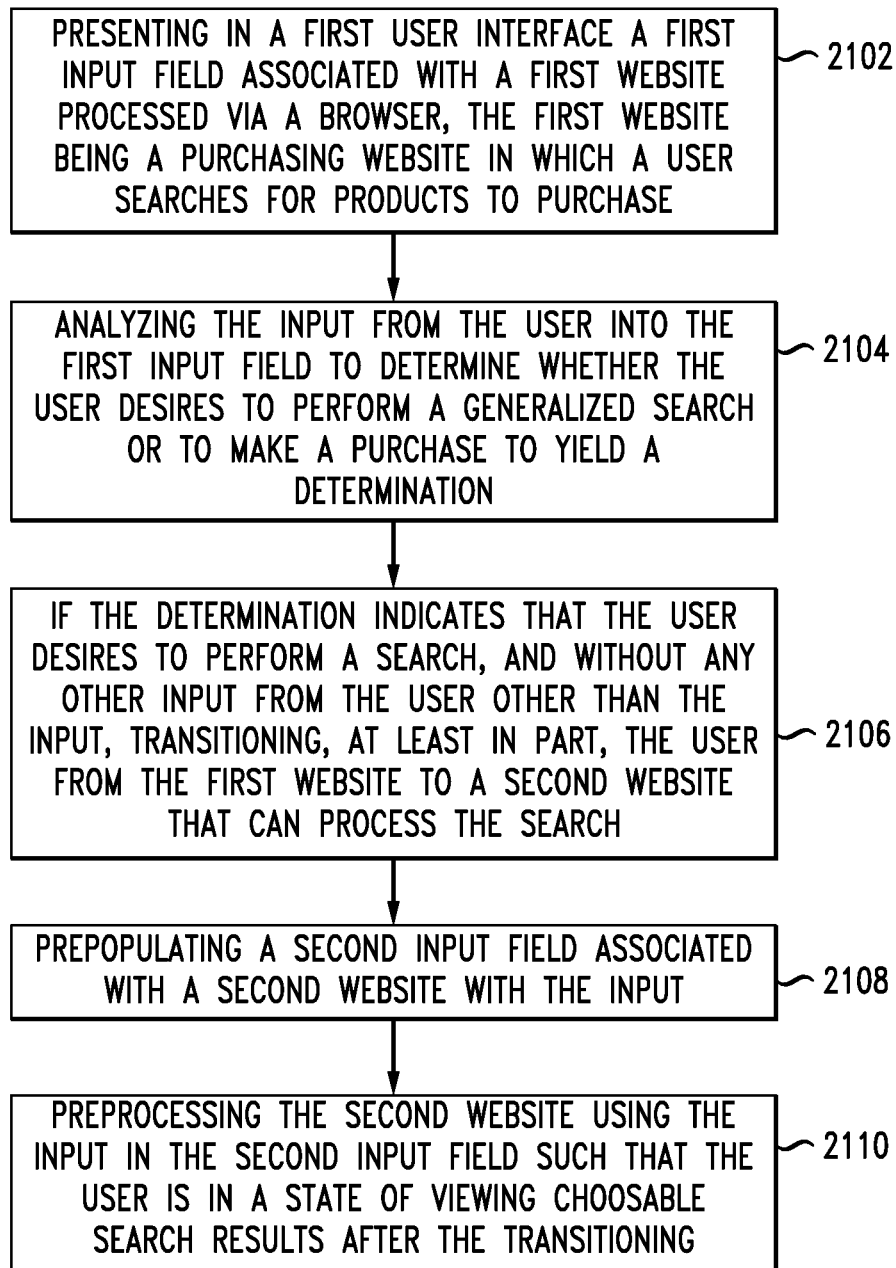 PRESENTING IN A FIRST USER INTERFACE A FIRST
INPUT FIELD ASSOCIATED WITH A FIRST WEBSITE
PROCESSED VIA A BROWSER, THE FIRST WEBSITE
BEING A PURCHASING WEBSITE IN WHICH A USER
SEARCHES FOR PRODUCTS TO PURCHASE
2102
ANALYZING THE INPUT FROM THE USER INTO THE
FIRST INPUT FIELD TO DETERMINE WHETHER THE
USER DESIRES TO PERFORM A GENERALIZED SEARCH
OR TO MAKE A PURCHASE TO YIELD A
DETERMINATION
2104
IF THE DETERMINATION INDICATES THAT THE USER
DESIRES TO PERFORM A SEARCH, AND WITHOUT ANY
OTHER INPUT FROM THE USER OTHER THAN THE
INPUT, TRANSITIONING, AT LEAST IN PART, THE USER
FROM THE FIRST WEBSITE TO A SECOND WEBSITE
THAT CAN PROCESS THE SEARCH
2106
PREPOPULATING A SECOND INPUT FIELD ASSOCIATED
WITH A SECOND WEBSITE WITH THE INPUT
2108
PREPROCESSING THE SECOND WEBSITE USING THE
INPUT IN THE SECOND INPUT FIELD SUCH THAT THE
USER IS IN A STATE OF VIEWING CHOOSABLE
SEARCH RESULTS AFTER THE TRANSITIONING
2110